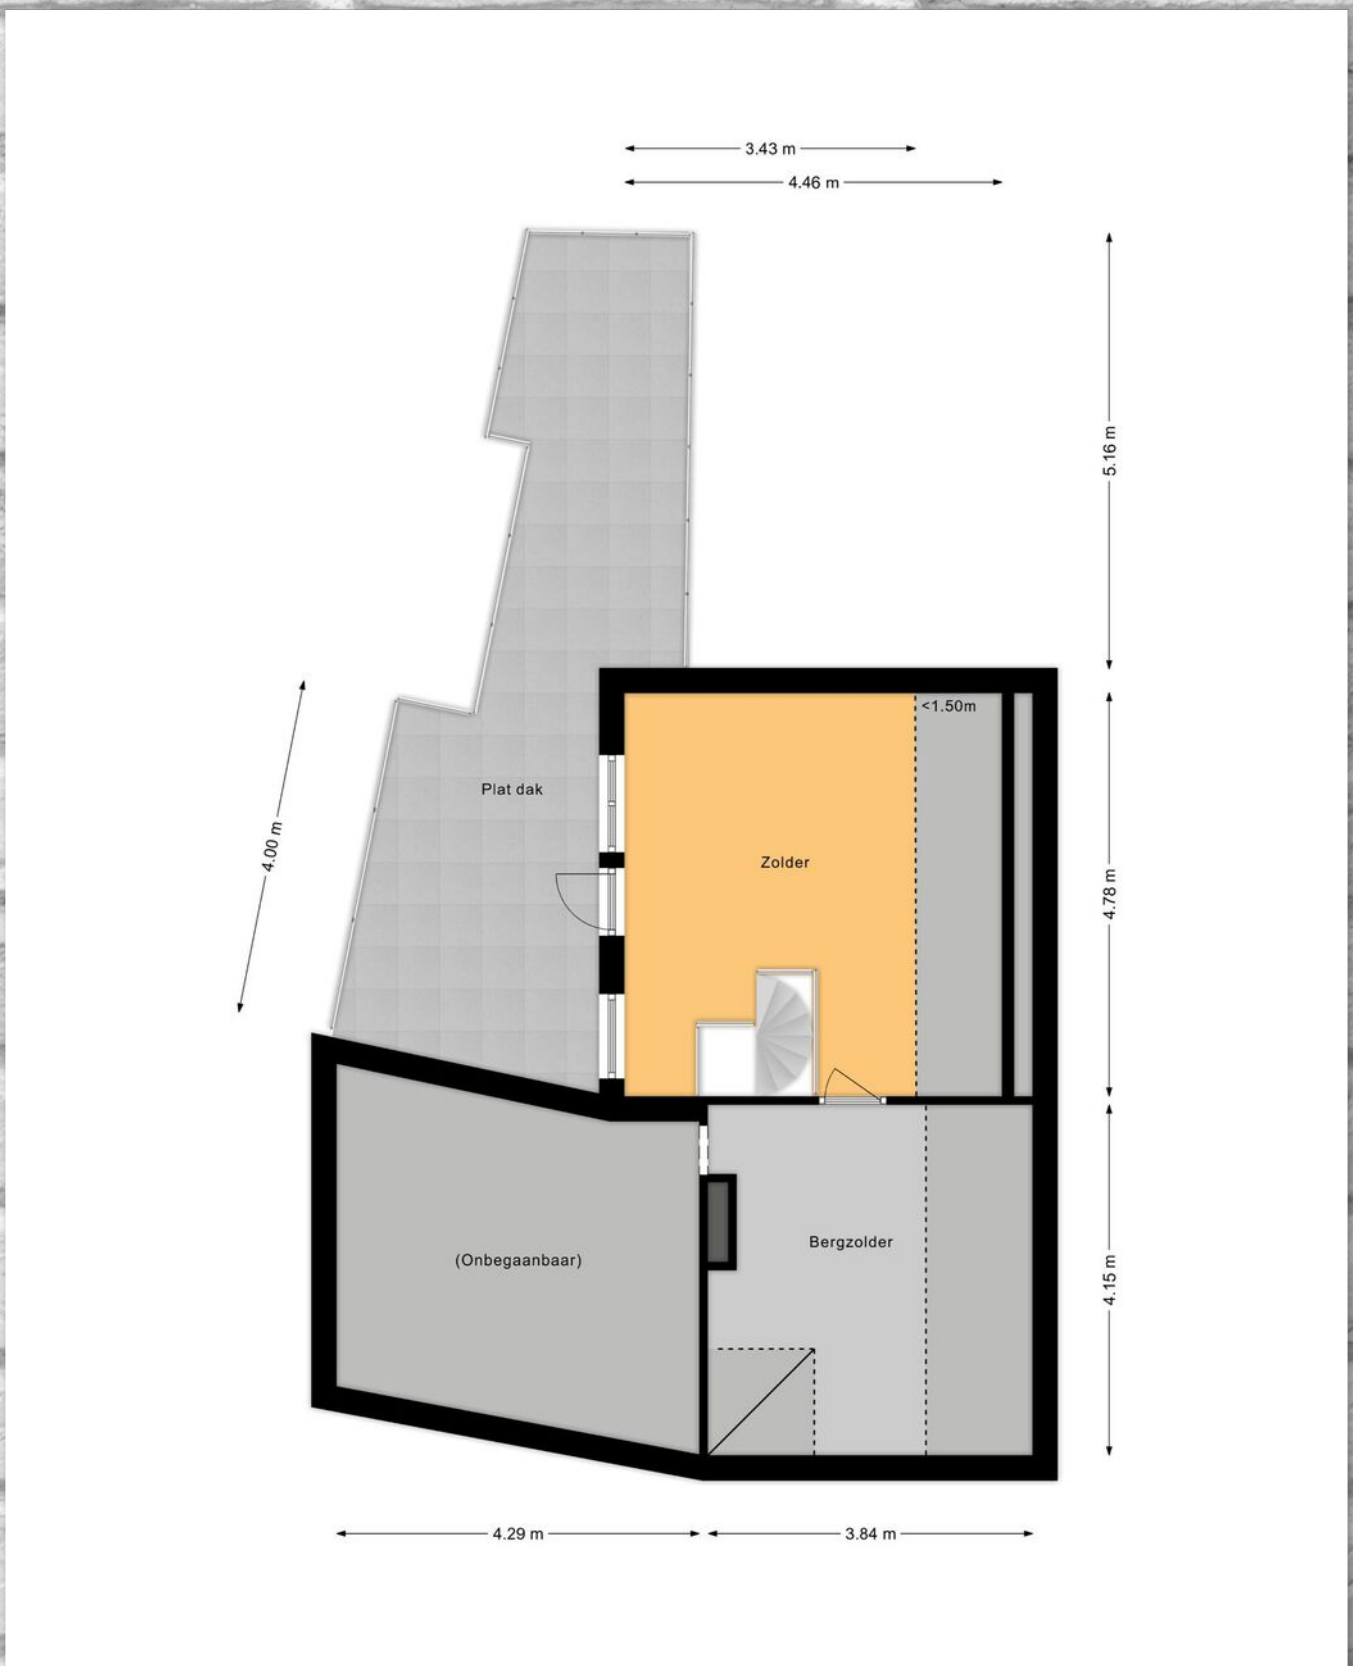 3.43 m
4.46 m
5.16 m
<1.50m
4.00 m
Plat dak
Zolder
4.78 m
Bergzolder
(Onbegaanbaar)
4.15 m
4.29 m
3.84 m